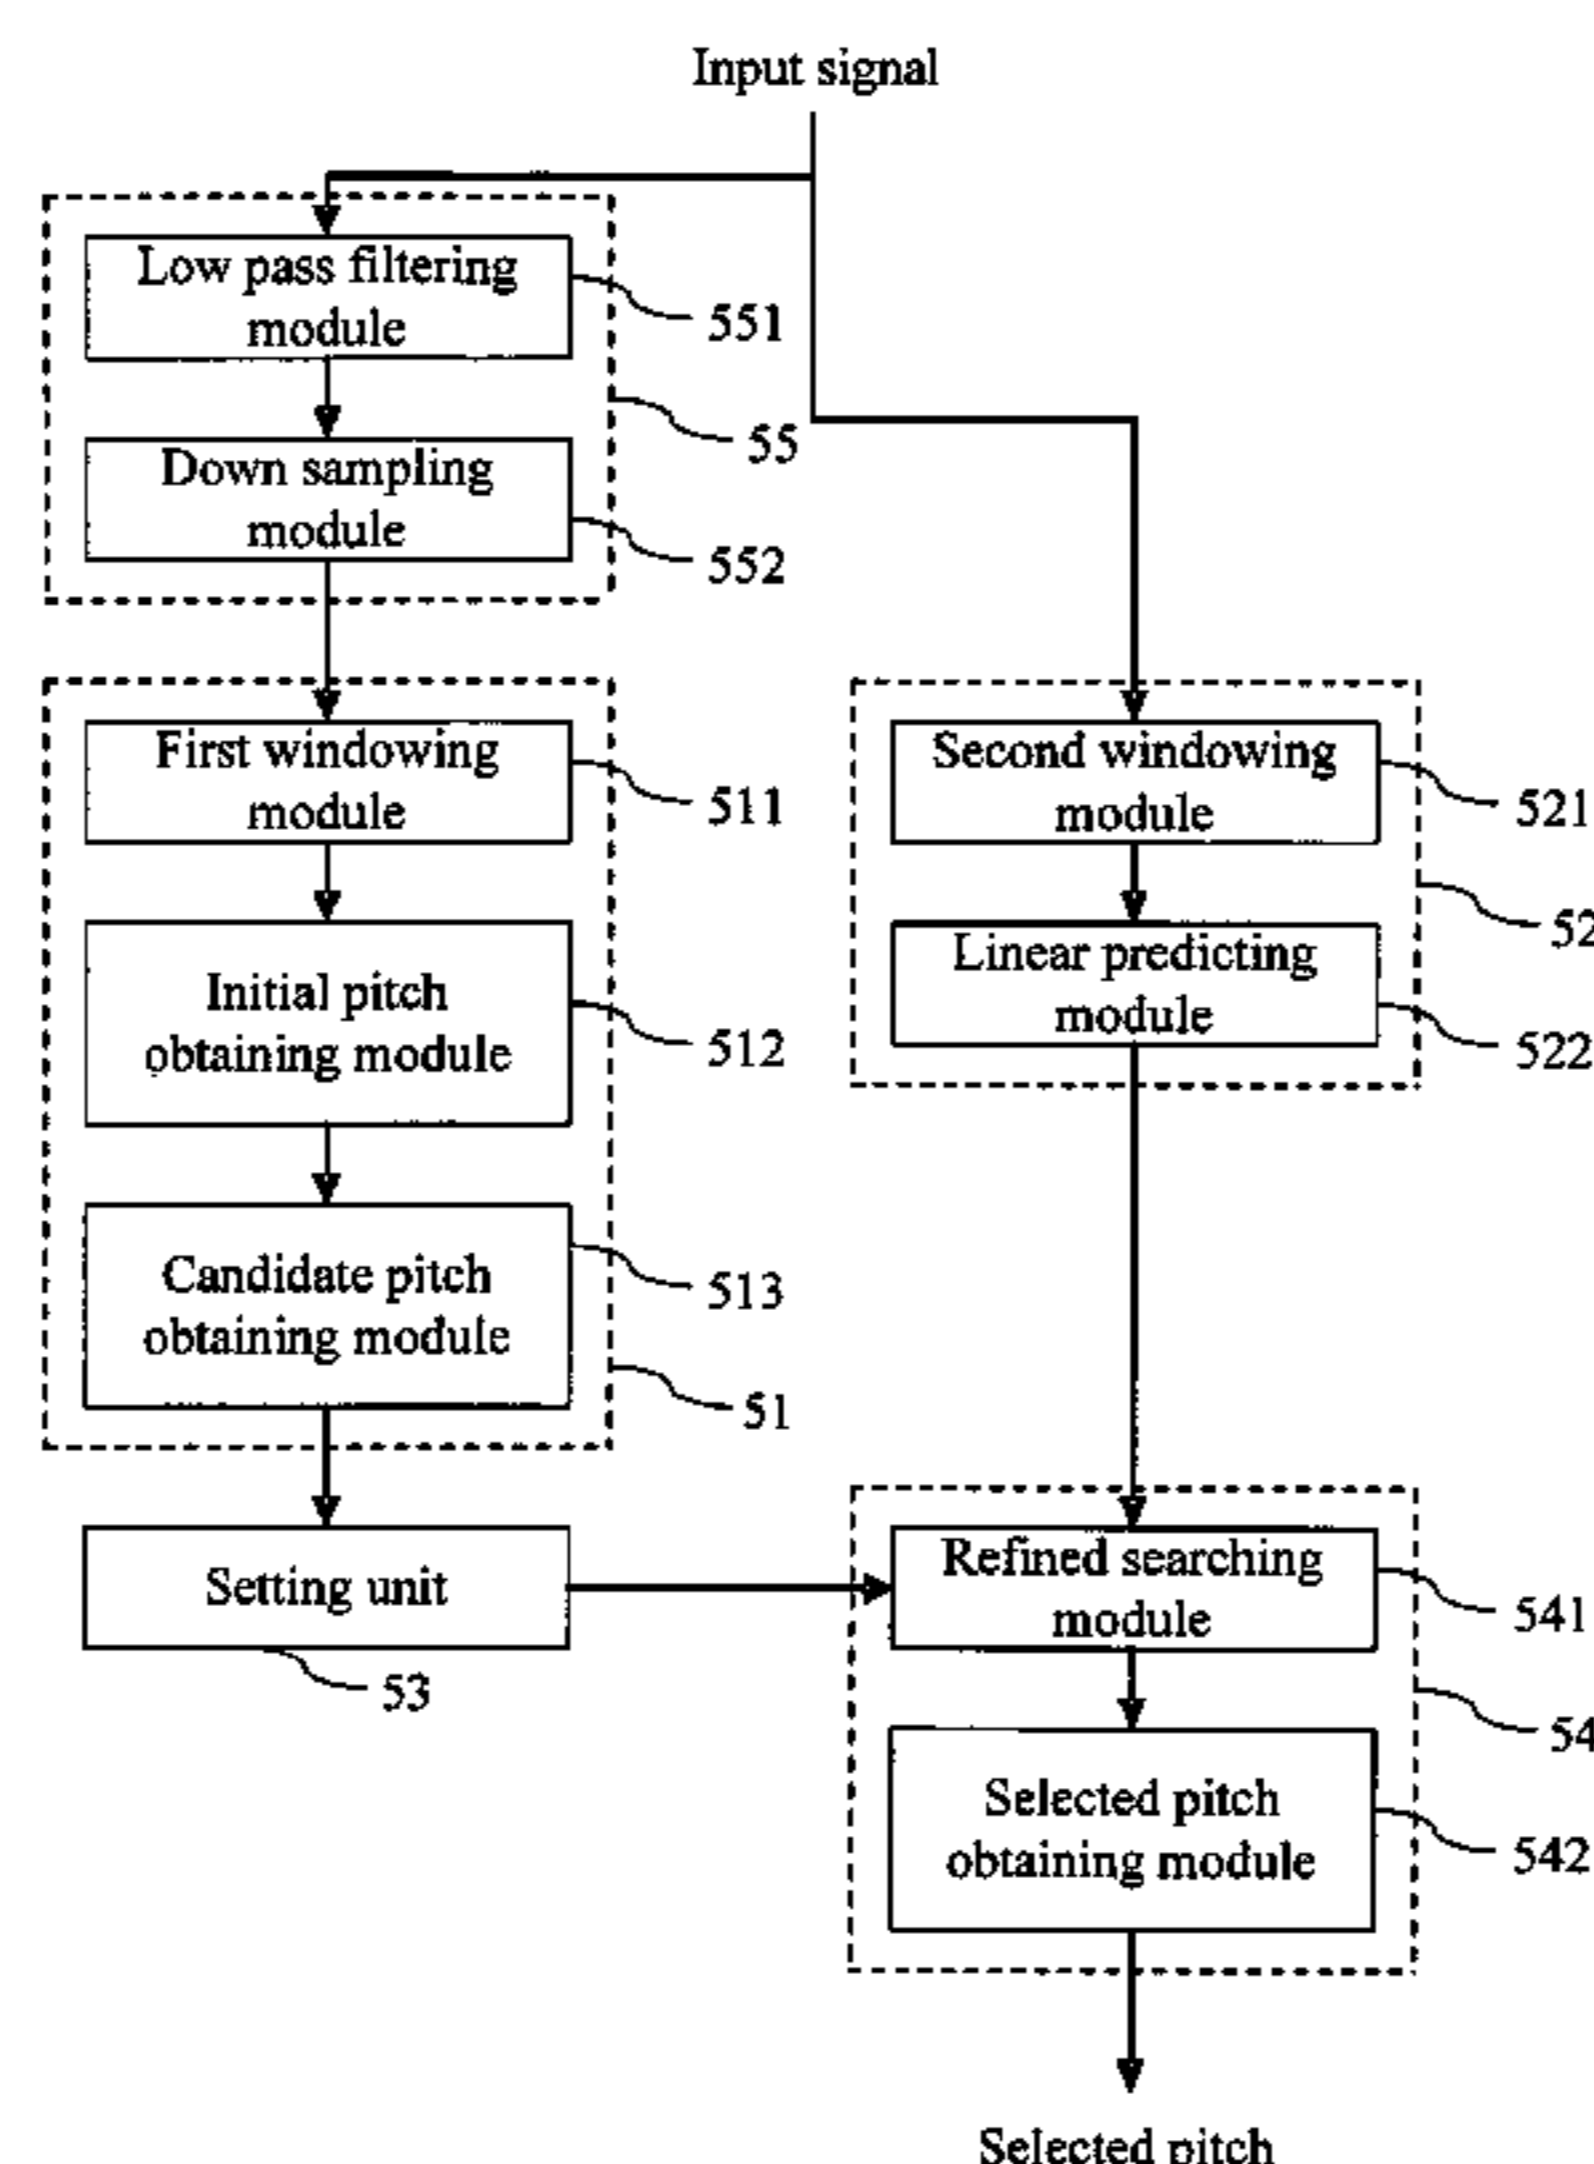 Input signal
Low pass filtering
module
551
55
Down sampling
module
552
First windowing
module
511
Second windowing
module
521
52
Initial pitch
obtaining module
512
Linear predicting
module
522
Candidate pitch
obtaining module
513
51
Setting unit
53
Refined searching
module
541
54
Selected pitch
obtaining module
542
Selected pitch